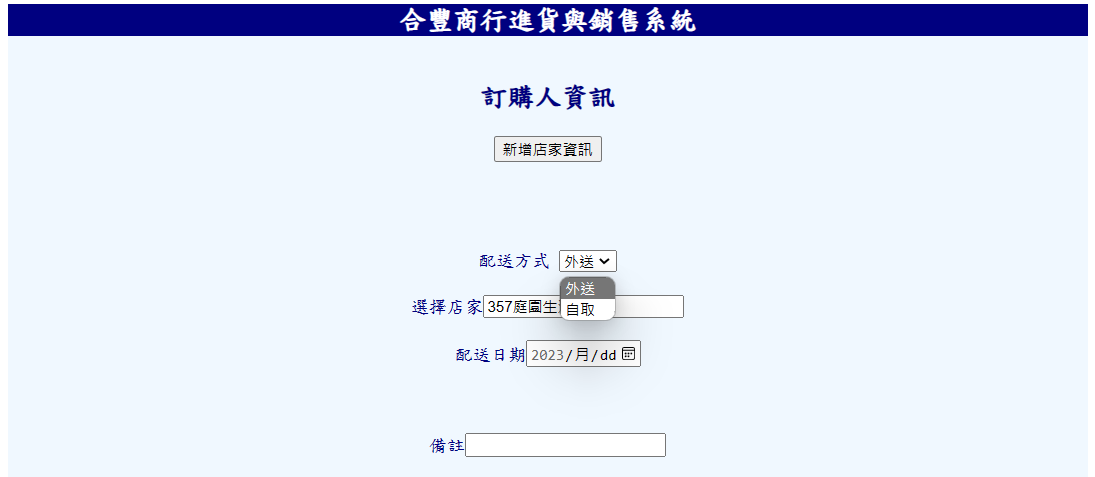 合豐商行進貨與銷售系統
訂購人資訊
新增店家資訊
配送方式 外送
外送
自取
選擇店家 357庭園生
配送日期 2023/月/dd
備註